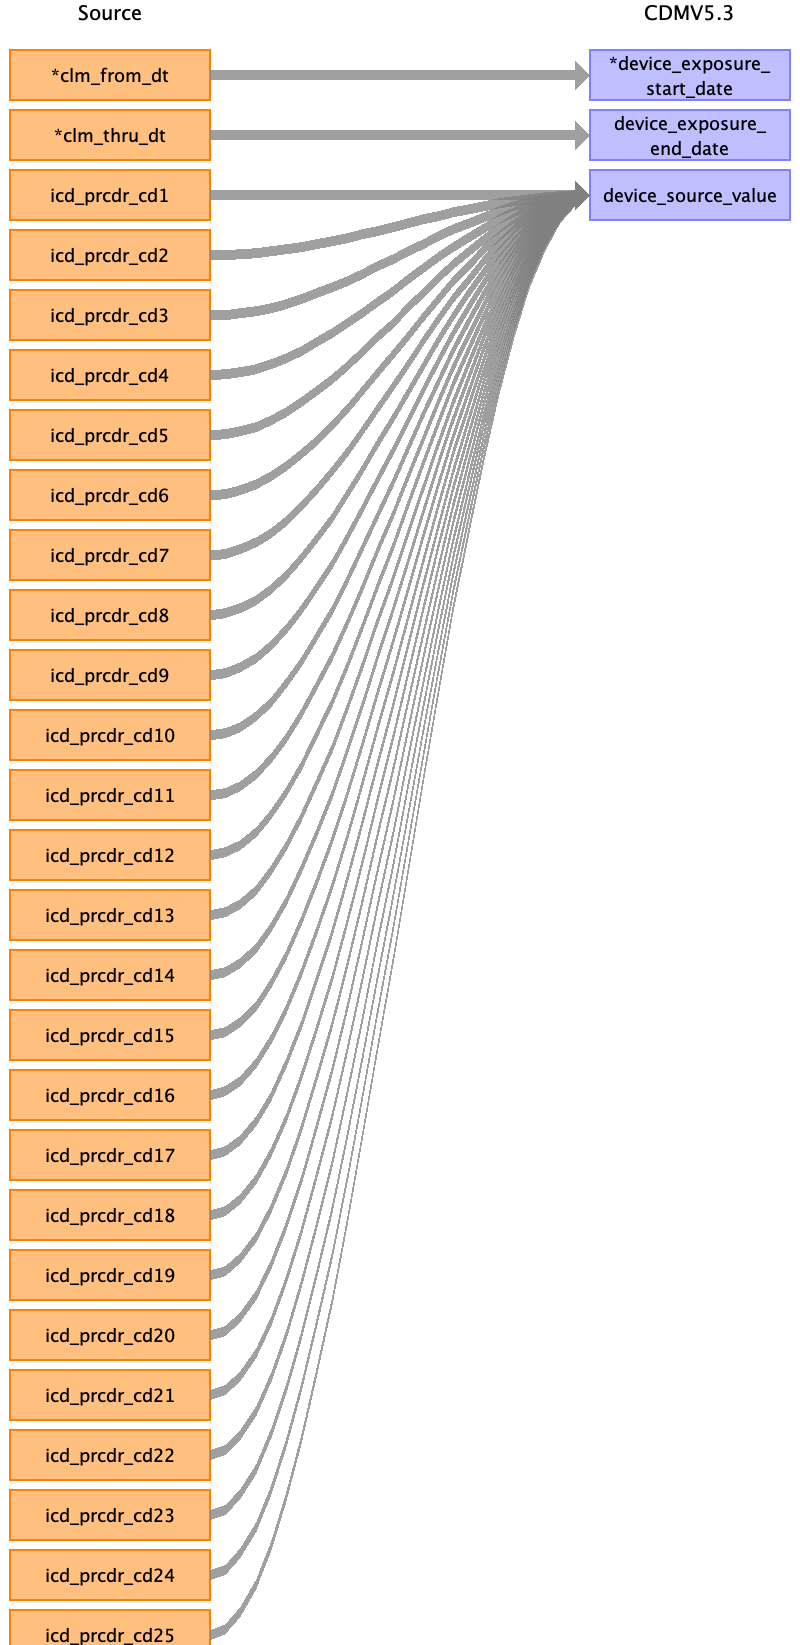 Source
CDMV5.3
*clm_from_dt
*device_exposure_
start_date
*clm_thru_dt
device_exposure_
end_date
icd_prcdr_cd1
device_source_value
icd_prcdr_cd2
icd_prcdr_cd3
icd_prcdr_cd4
icd_prcdr_cd5
icd_prcdr_cd6
icd_prcdr_cd7
icd_prcdr_cd8
icd_prcdr_cd9
icd_prcdr_cd10
icd_prcdr_cd11
icd_prcdr_cd12
icd_prcdr_cd13
icd_prcdr_cd14
icd_prcdr_cd15
icd_prcdr_cd16
icd_prcdr_cd17
icd_prcdr_cd18
icd_prcdr_cd19
icd_prcdr_cd20
icd_prcdr_cd21
icd_prcdr_cd22
icd_prcdr_cd23
icd_prcdr_cd24
icd_prcdr_cd25